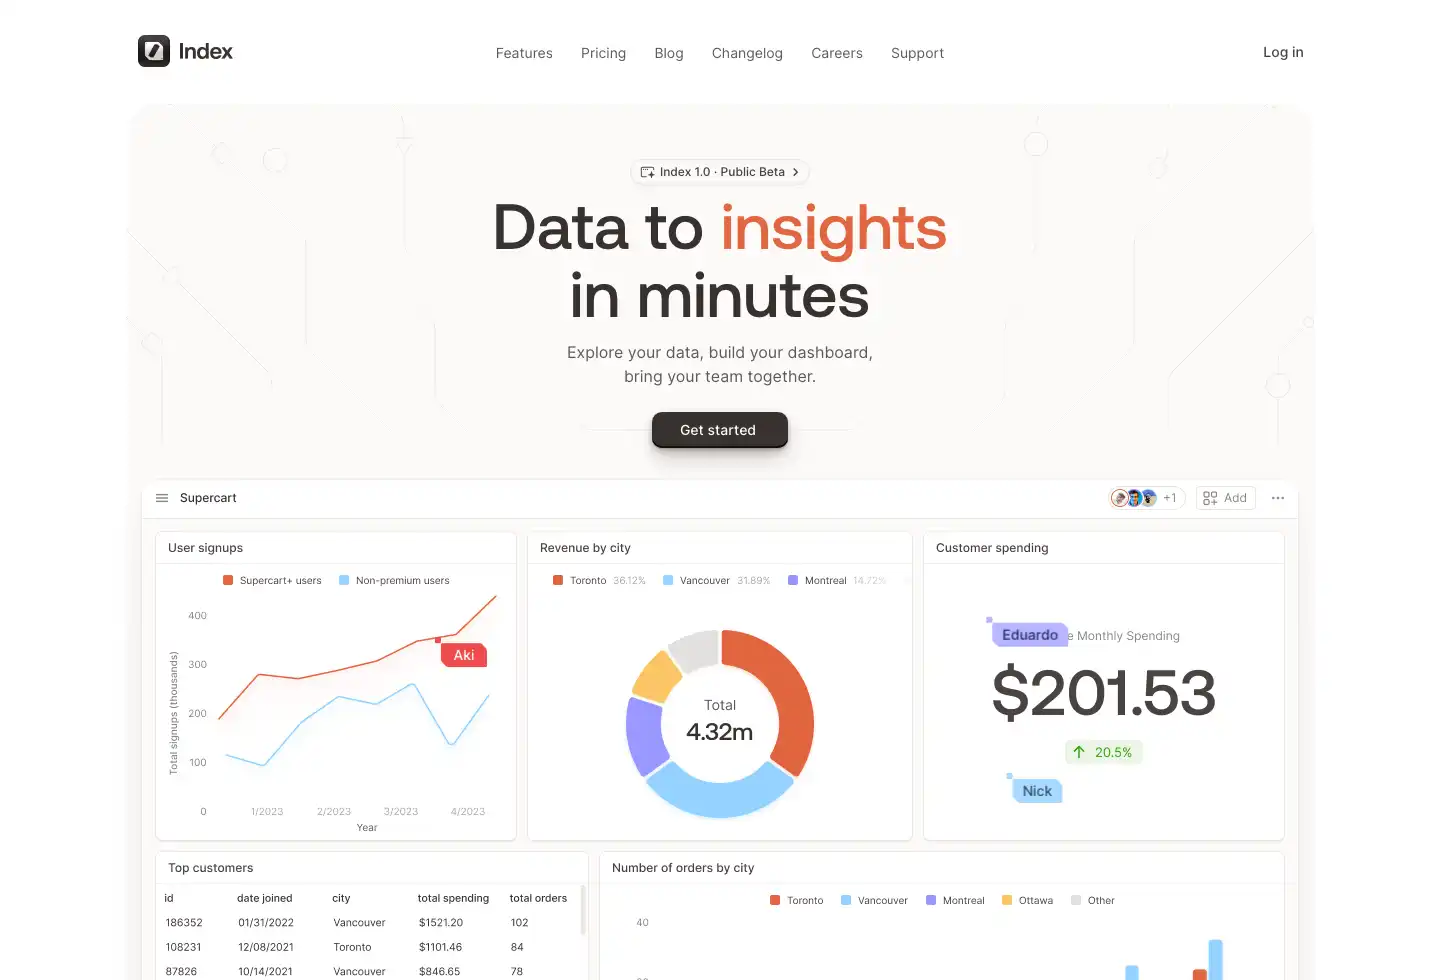 Index
Features Pricing Blog Changelog Careers Support
Log in
Index 1.0 · Public Beta
Data to insights
in minutes
Explore your data, build your dashboard,
bring your team together.
Get started
Supercart
+1
Add
User signups
Supercart+ users Non-premium users
Total signups (thousands)
400
300
200
100
0
1/2023 2/2023 3/2023 4/2023
Year
Aki
Revenue by city
Toronto 36.12% Vancouver 31.89% Montreal 14.72%
Total
4.32m
Customer spending
Eduardo e Monthly Spending
$201.53
20.5%
Nick
Top customers
id date joined city total spending total orders
186352 01/31/2022 Vancouver $1521.20 102
108231 12/08/2021 Toronto $1101.46 84
87826 10/14/2021 Vancouver $846.65 78
Number of orders by city
Toronto Vancouver Montreal Ottawa Other
40